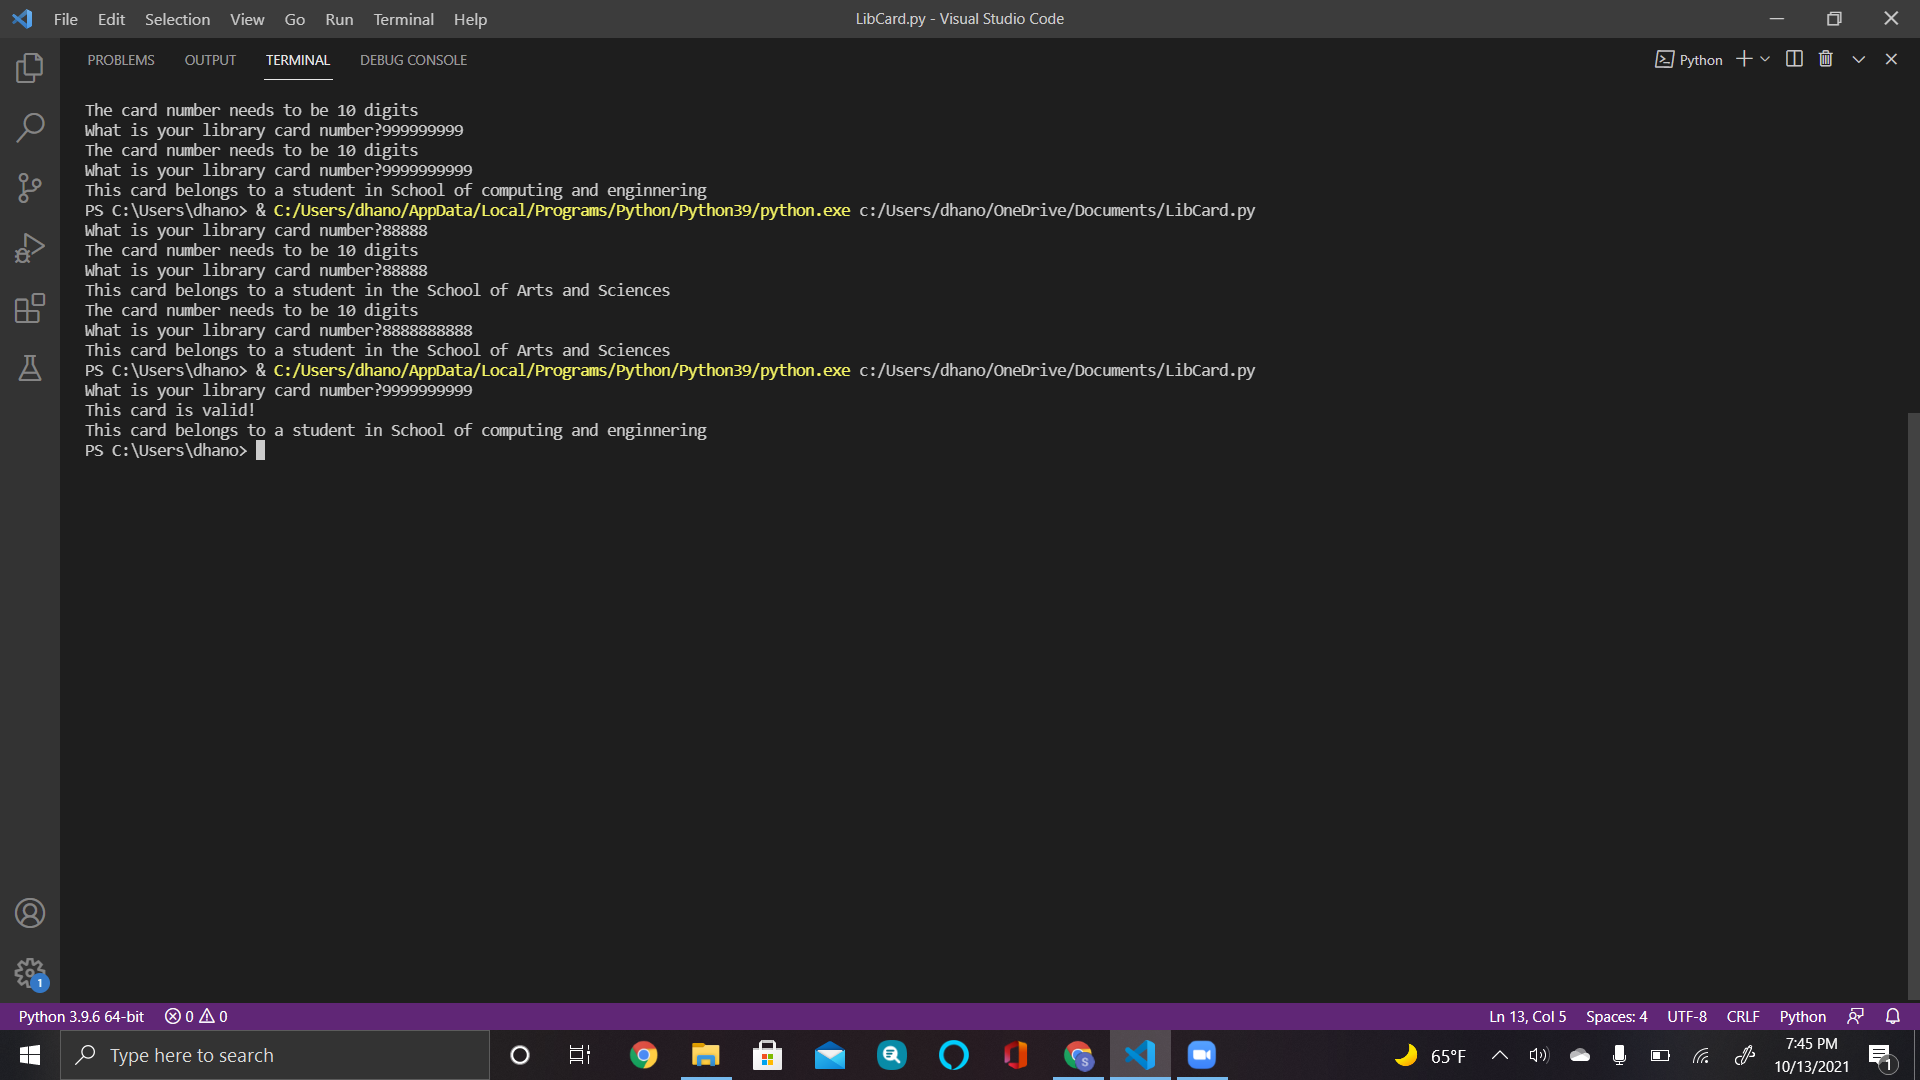 File Edit Selection View Go Run Terminal Help
LibCard.py - Visual Studio Code
PROBLEMS OUTPUT TERMINAL DEBUG CONSOLE
Python
The card number needs to be 10 digits
What is your library card number?999999999
The card number needs to be 10 digits
What is your library card number?9999999999
This card belongs to a student in School of computing and enginnering
PS C:\Users\dhano> & C:/Users/dhano/AppData/Local/Programs/Python/Python39/python.exe c:/Users/dhano/OneDrive/Documents/LibCard.py
What is your library card number?88888
The card number needs to be 10 digits
What is your library card number?88888
This card belongs to a student in the School of Arts and Sciences
The card number needs to be 10 digits
What is your library card number?8888888888
This card belongs to a student in the School of Arts and Sciences
PS C:\Users\dhano> & C:/Users/dhano/AppData/Local/Programs/Python/Python39/python.exe c:/Users/dhano/OneDrive/Documents/LibCard.py
What is your library card number?9999999999
This card is valid!
This card belongs to a student in School of computing and enginnering
PS C:\Users\dhano>
1
Python 3.9.6 64-bit 0 0
Ln 13, Col 5 Spaces: 4 UTF-8 CRLF Python
Type here to search
S
65°F
7:45 PM
10/13/2021
1